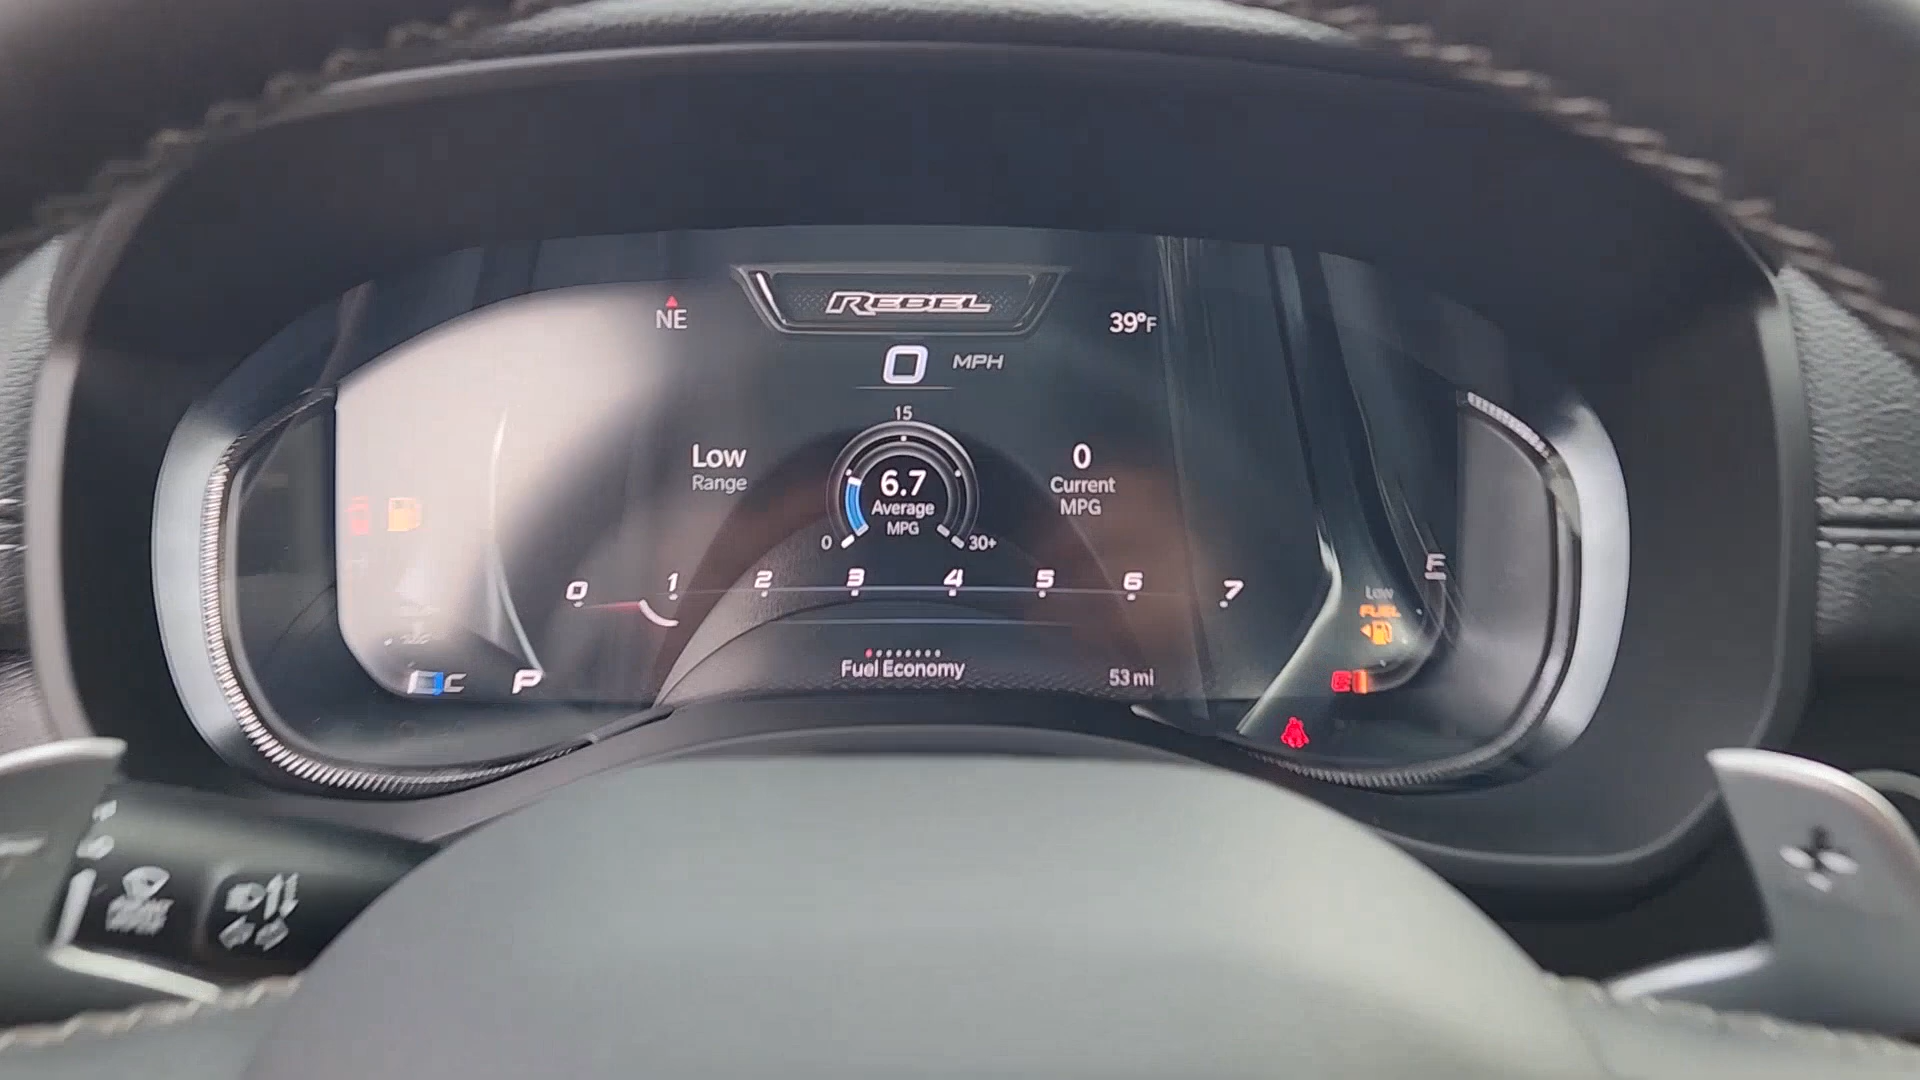 REBEL
NE
39°F
0 MPH
15
Low
Range
6.7
Average
MPG
0
Current
MPG
0
30+
0 1 2 3 4 5 6 7
F
Low
FUEL
Fuel Economy
53 mi
C
P
E